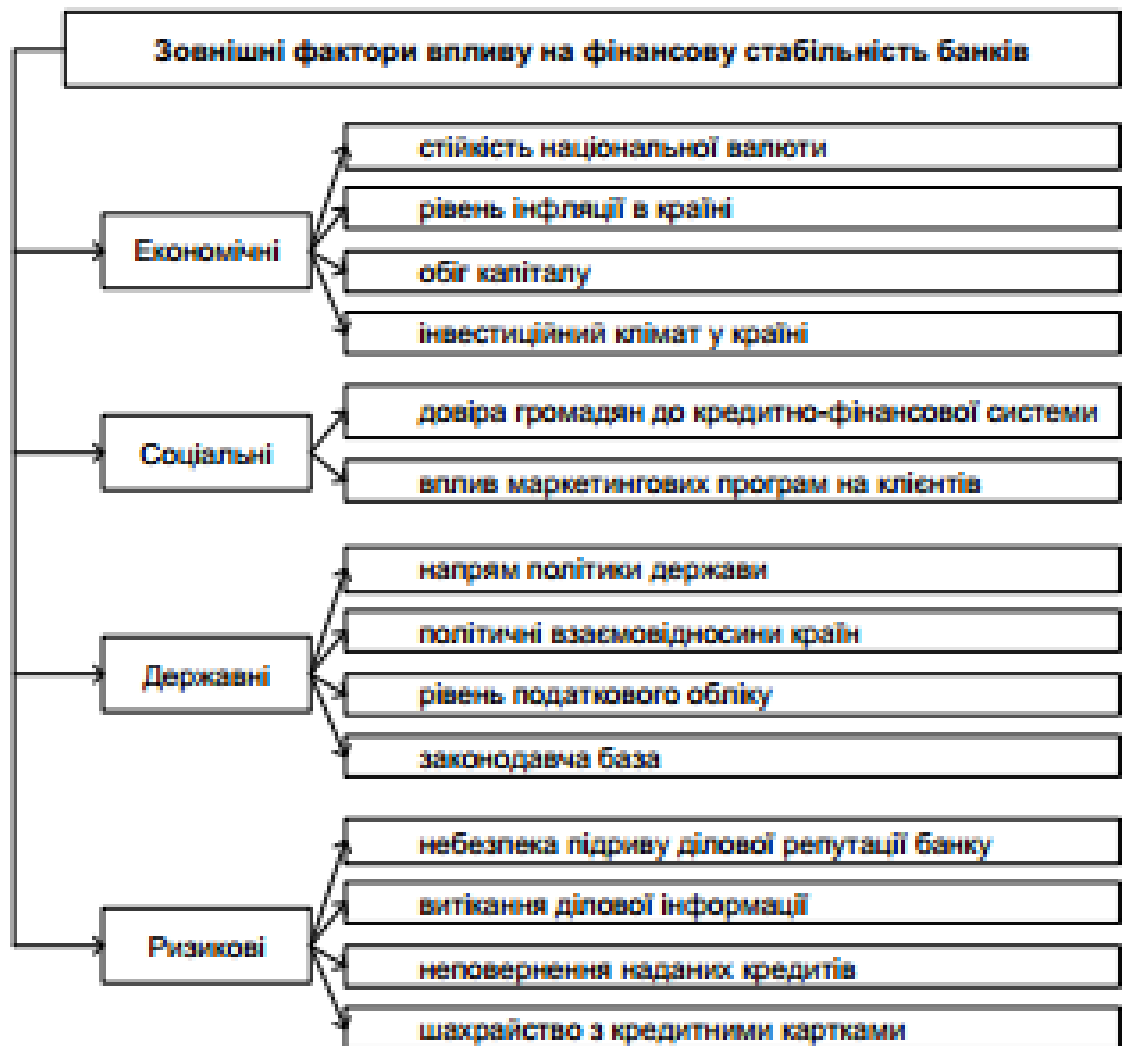 Зовнішні фактори впливу на фінансову стабільність банків
Економічні
стійкість національної валюти
рівень інфляції в країні
обіг капіталу
інвестиційний клімат у країні
Соціальні
довіра громадян до кредитно-фінансової системи
вплив маркетингових програм на клієнтів
Державні
напрям політики держави
політичні взаємовідносини країн
рівень податкового обліку
законодавча база
Ризикові
небезпека підриву ділової репутації банку
витікання ділової інформації
неповернення наданих кредитів
шахрайство з кредитними картками